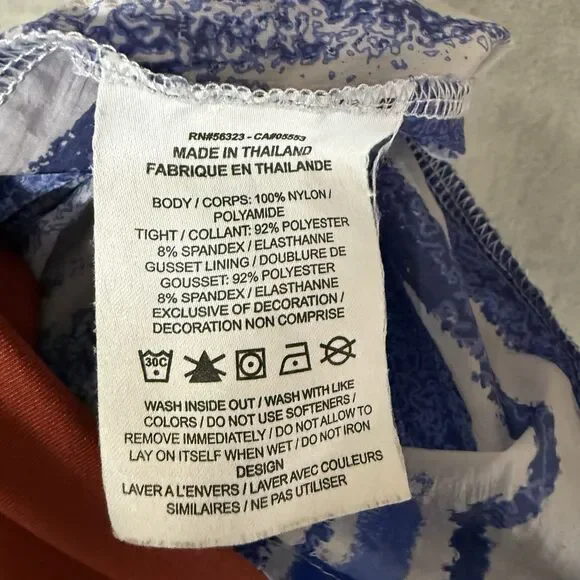 RN#56323 - CA#05553
MADE IN THAILAND
FABRIQUE EN THAILANDE
BODY / CORPS: 100% NYLON /
POLYAMIDE
TIGHT / COLLANT: 92% POLYESTER
8% SPANDEX / ELASTHANNE
GUSSET LINING / DOUBLURE DE
GOUSSET: 92% POLYESTER
8% SPANDEX / ELASTHANNE
EXCLUSIVE OF DECORATION /
DECORATION NON COMPRISE
30C
WASH INSIDE OUT / WASH WITH LIKE
COLORS / DO NOT USE SOFTENERS /
REMOVE IMMEDIATELY / DO NOT ALLOW TO
LAY ON ITSELF WHEN WET / DO NOT IRON
DESIGN
LAVER A L'ENVERS / LAVER AVEC COULEURS
SIMILAIRES / NE PAS UTILISER